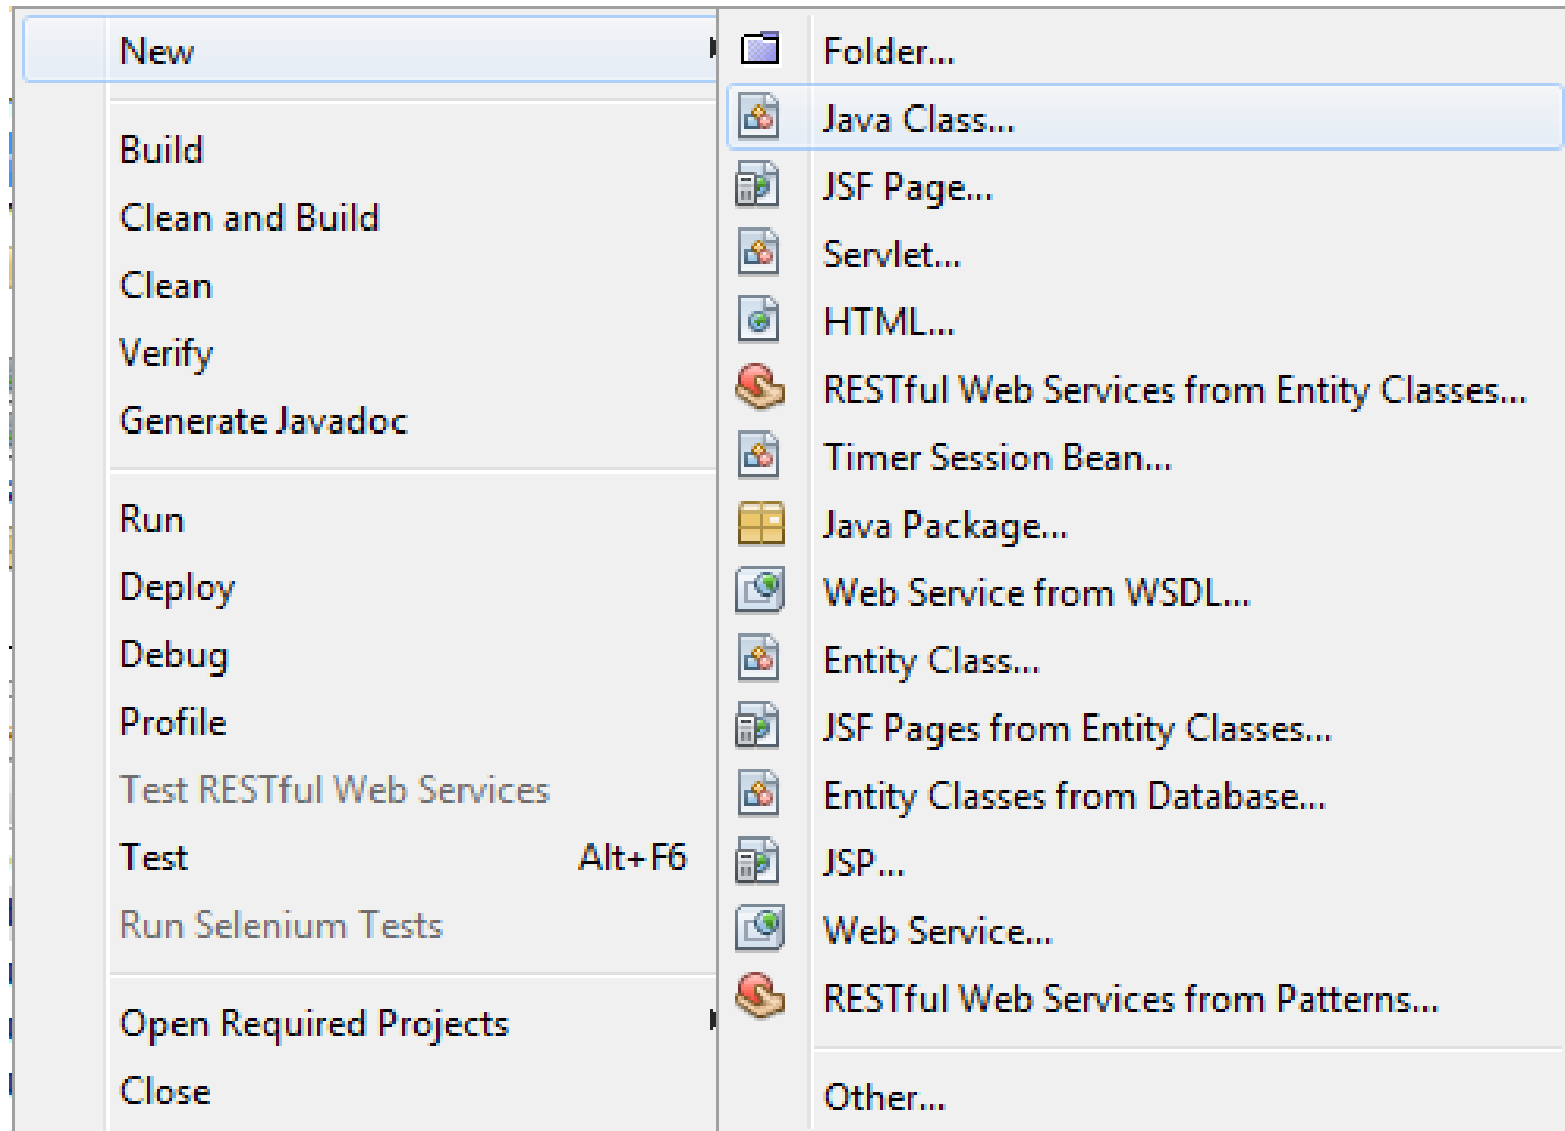 New
Build
Clean and Build
Clean
Verify
Generate Javadoc
Run
Deploy
Debug
Profile
Test RESTful Web Services
Test Alt+F6
Run Selenium Tests
Open Required Projects
Close
Folder...
Java Class...
JSF Page...
Servlet...
HTML...
RESTful Web Services from Entity Classes...
Timer Session Bean...
Java Package...
Web Service from WSDL...
Entity Class...
JSF Pages from Entity Classes...
Entity Classes from Database...
JSP...
Web Service...
RESTful Web Services from Patterns...
Other...